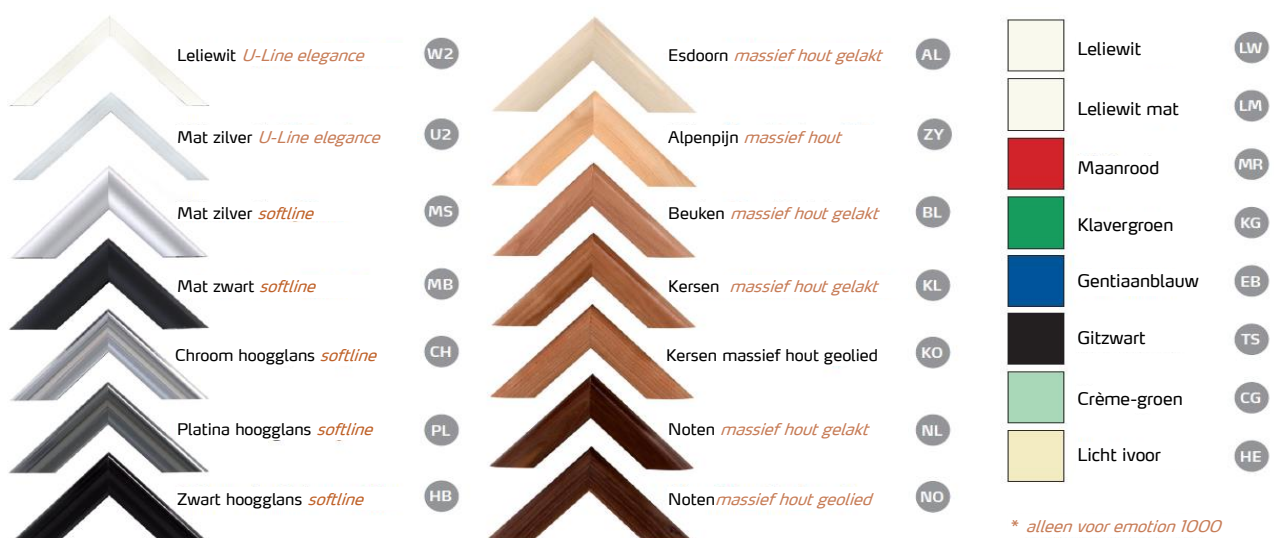 Leliewit U-Line elegance W2
Mat zilver U-Line elegance U2
Mat zilver softline MS
Mat zwart softline MB
Chroom hoogglans softline CH
Platina hoogglans softline PL
Zwart hoogglans softline HB
Esdoorn massief hout gelakt AL
Alpenpijn massief hout ZY
Beuken massief hout gelakt BL
Kersen massief hout gelakt KL
Kersen massief hout geolied KO
Noten massief hout gelakt NL
Noten massief hout geolied NO
Leliewit LW
Leliewit mat LM
Maanrood MR
Klavergroen KG
Gentiaanblauw EB
Gitzwart TS
Crème-groen CG
Licht ivoor HE
* alleen voor emotion 1000